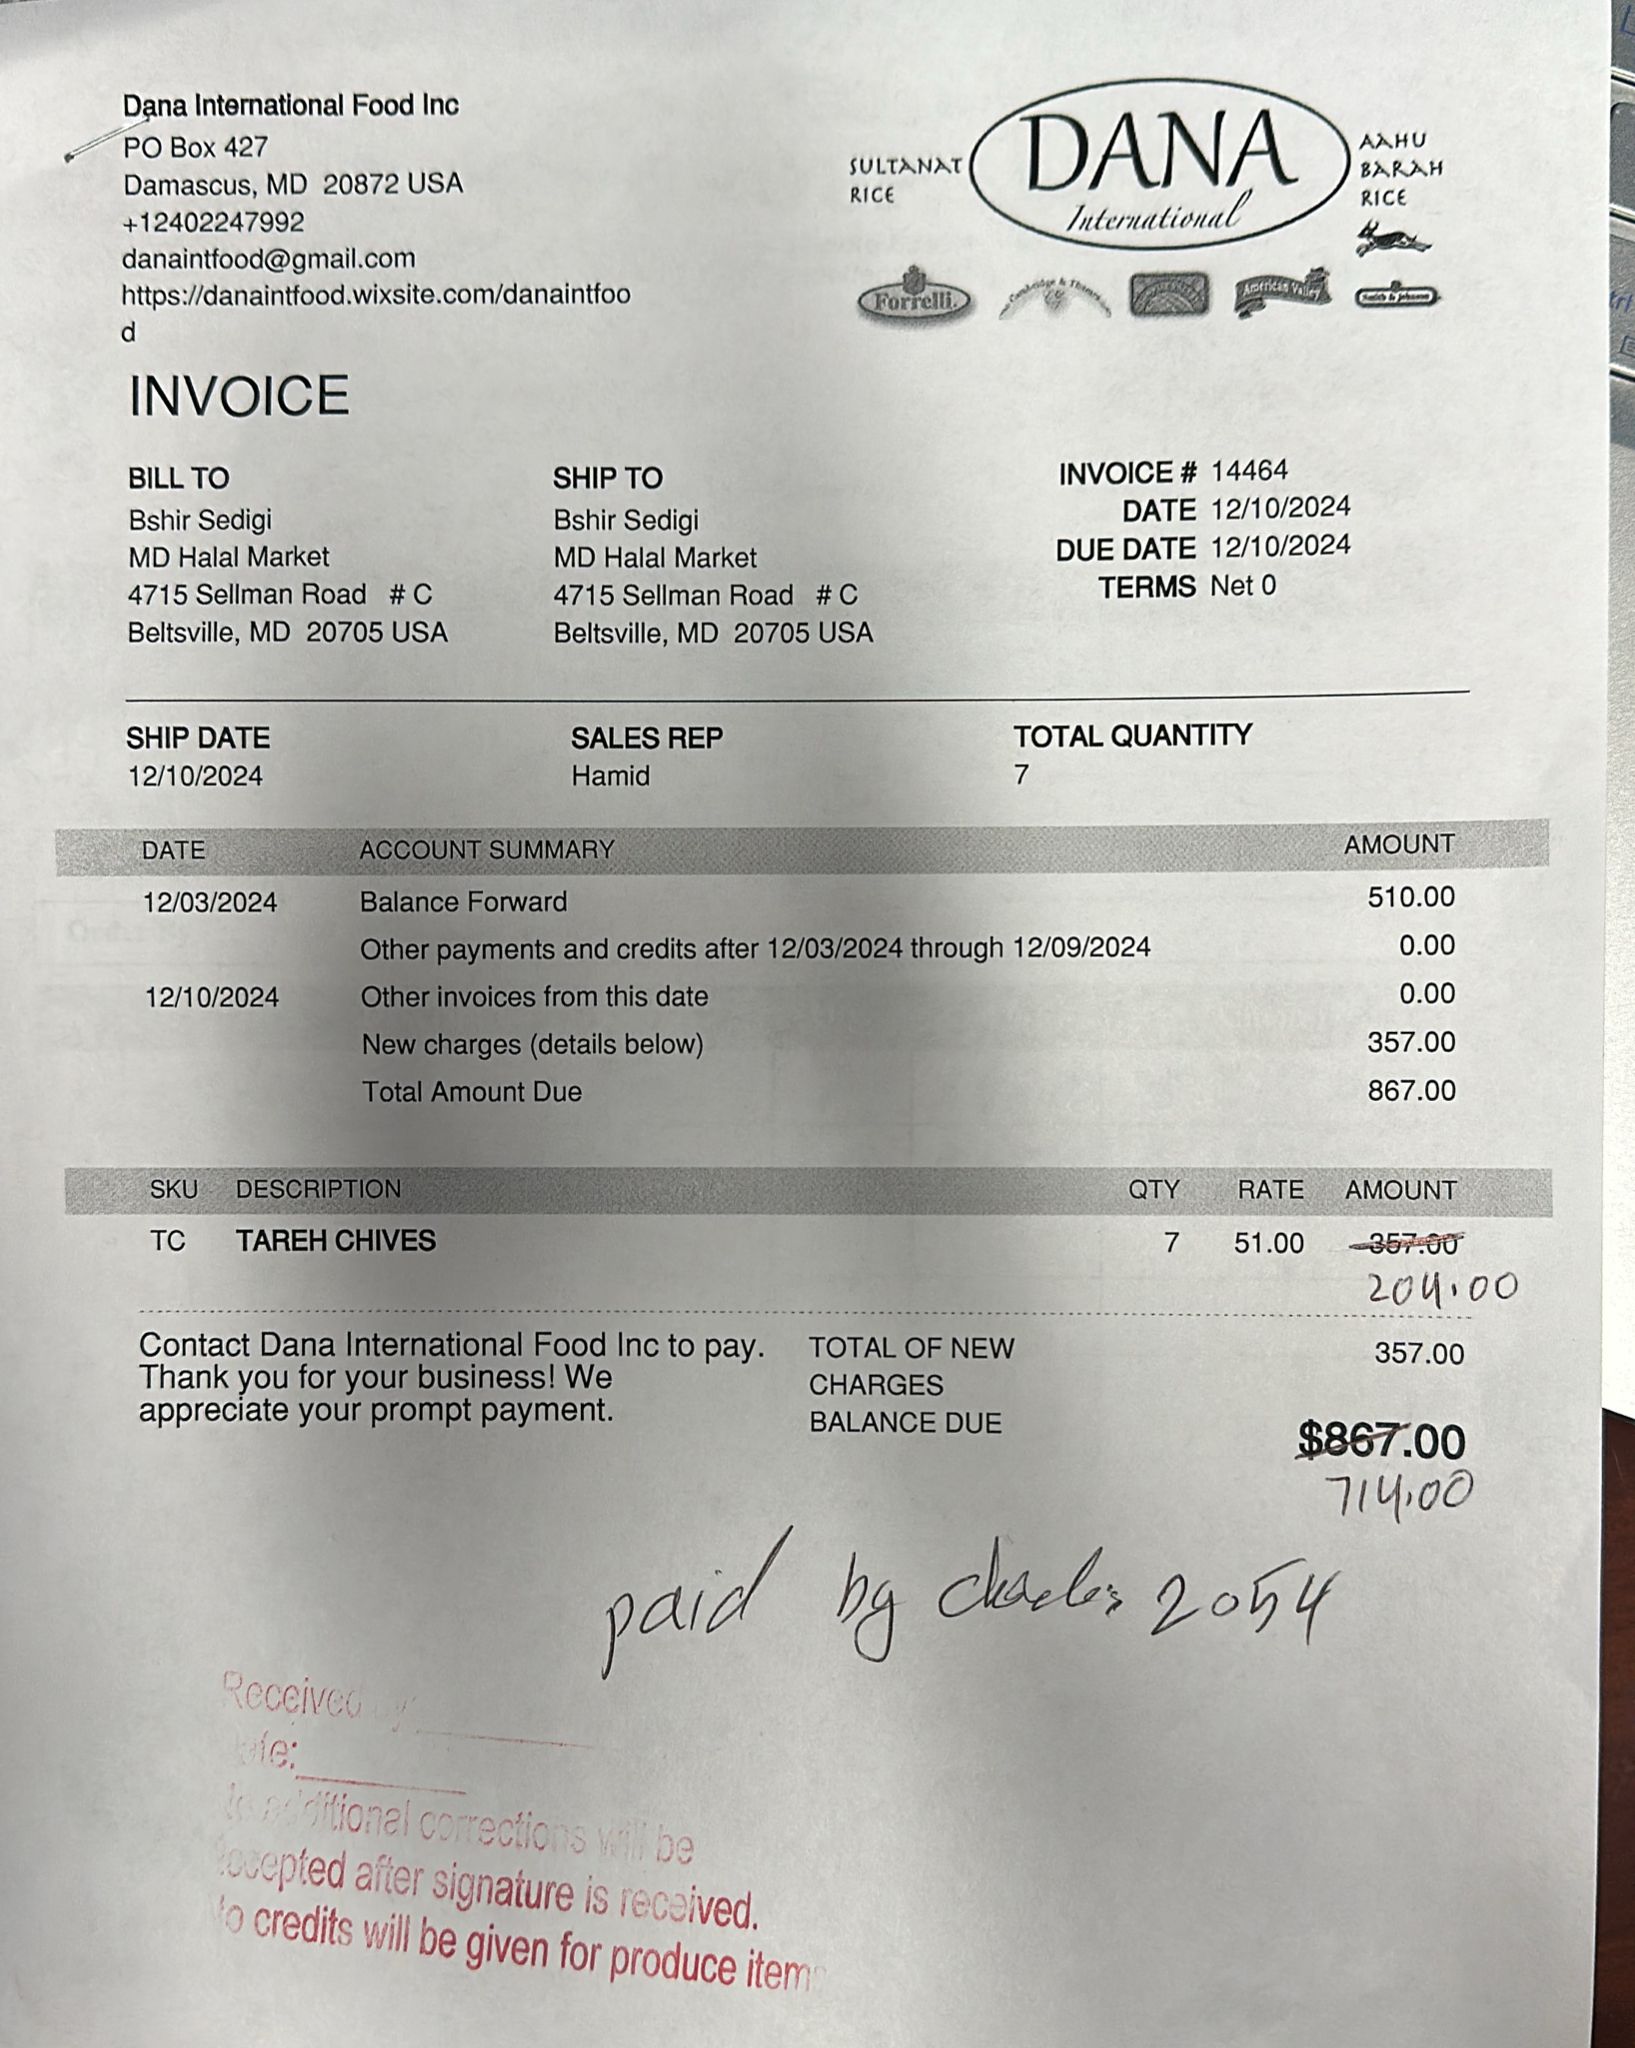 Dana International Food Inc
PO Box 427
Damascus, MD 20872 USA
+12402247992
danaintfood@gmail.com
https://danaintfood.wixsite.com/danaintfoo
d
SULTANAT
RICE
DANA
International
AAHU
BARAH
RICE
Forrelli.
Cambridge & Thames
American Valley
Smith & Johnson
INVOICE
BILL TO
Bshir Sedigi
MD Halal Market
4715 Sellman Road # C
Beltsville, MD 20705 USA
SHIP TO
Bshir Sedigi
MD Halal Market
4715 Sellman Road # C
Beltsville, MD 20705 USA
INVOICE # 14464
DATE 12/10/2024
DUE DATE 12/10/2024
TERMS Net 0
SHIP DATE SALES REP TOTAL QUANTITY
12/10/2024 Hamid 7
DATE ACCOUNT SUMMARY AMOUNT
12/03/2024 Balance Forward 510.00
Other payments and credits after 12/03/2024 through 12/09/2024 0.00
12/10/2024 Other invoices from this date 0.00
New charges (details below) 357.00
Total Amount Due 867.00
SKU DESCRIPTION QTY RATE AMOUNT
TC TAREH CHIVES 7 51.00 357.00
204.00
Contact Dana International Food Inc to pay.
Thank you for your business! We
appreciate your prompt payment.
TOTAL OF NEW 357.00
CHARGES
BALANCE DUE $867.00
714.00
paid by 2054
Received
additional corrections will be
accepted after signature is received.
credits will be given for produce item